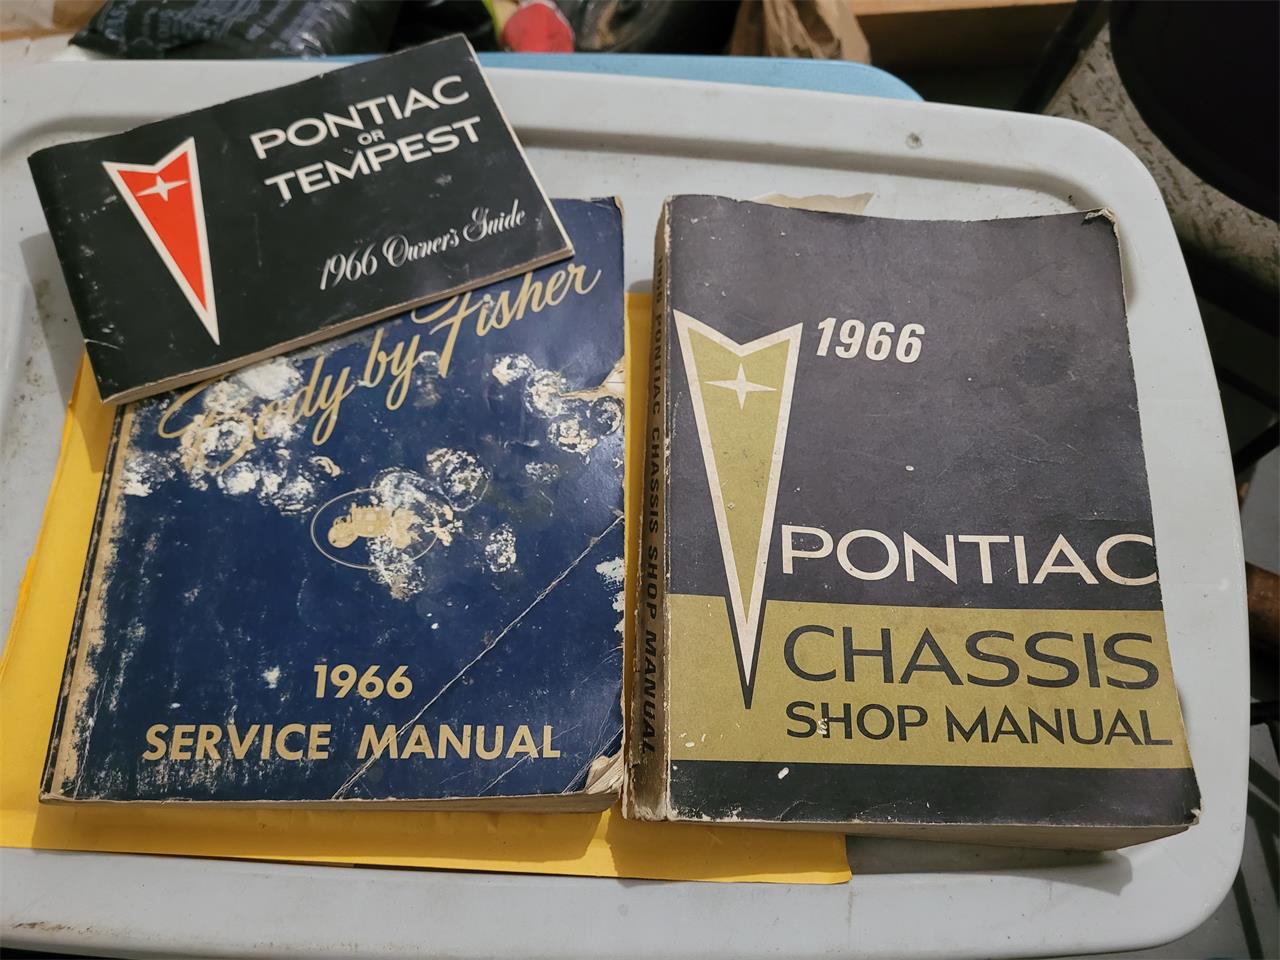 PONTIAC
OR
TEMPEST
1966 Owner's Guide
Body by Fisher
1966
SERVICE MANUAL
1966
PONTIAC
CHASSIS
SHOP MANUAL
1966 PONTIAC CHASSIS SHOP MANUAL